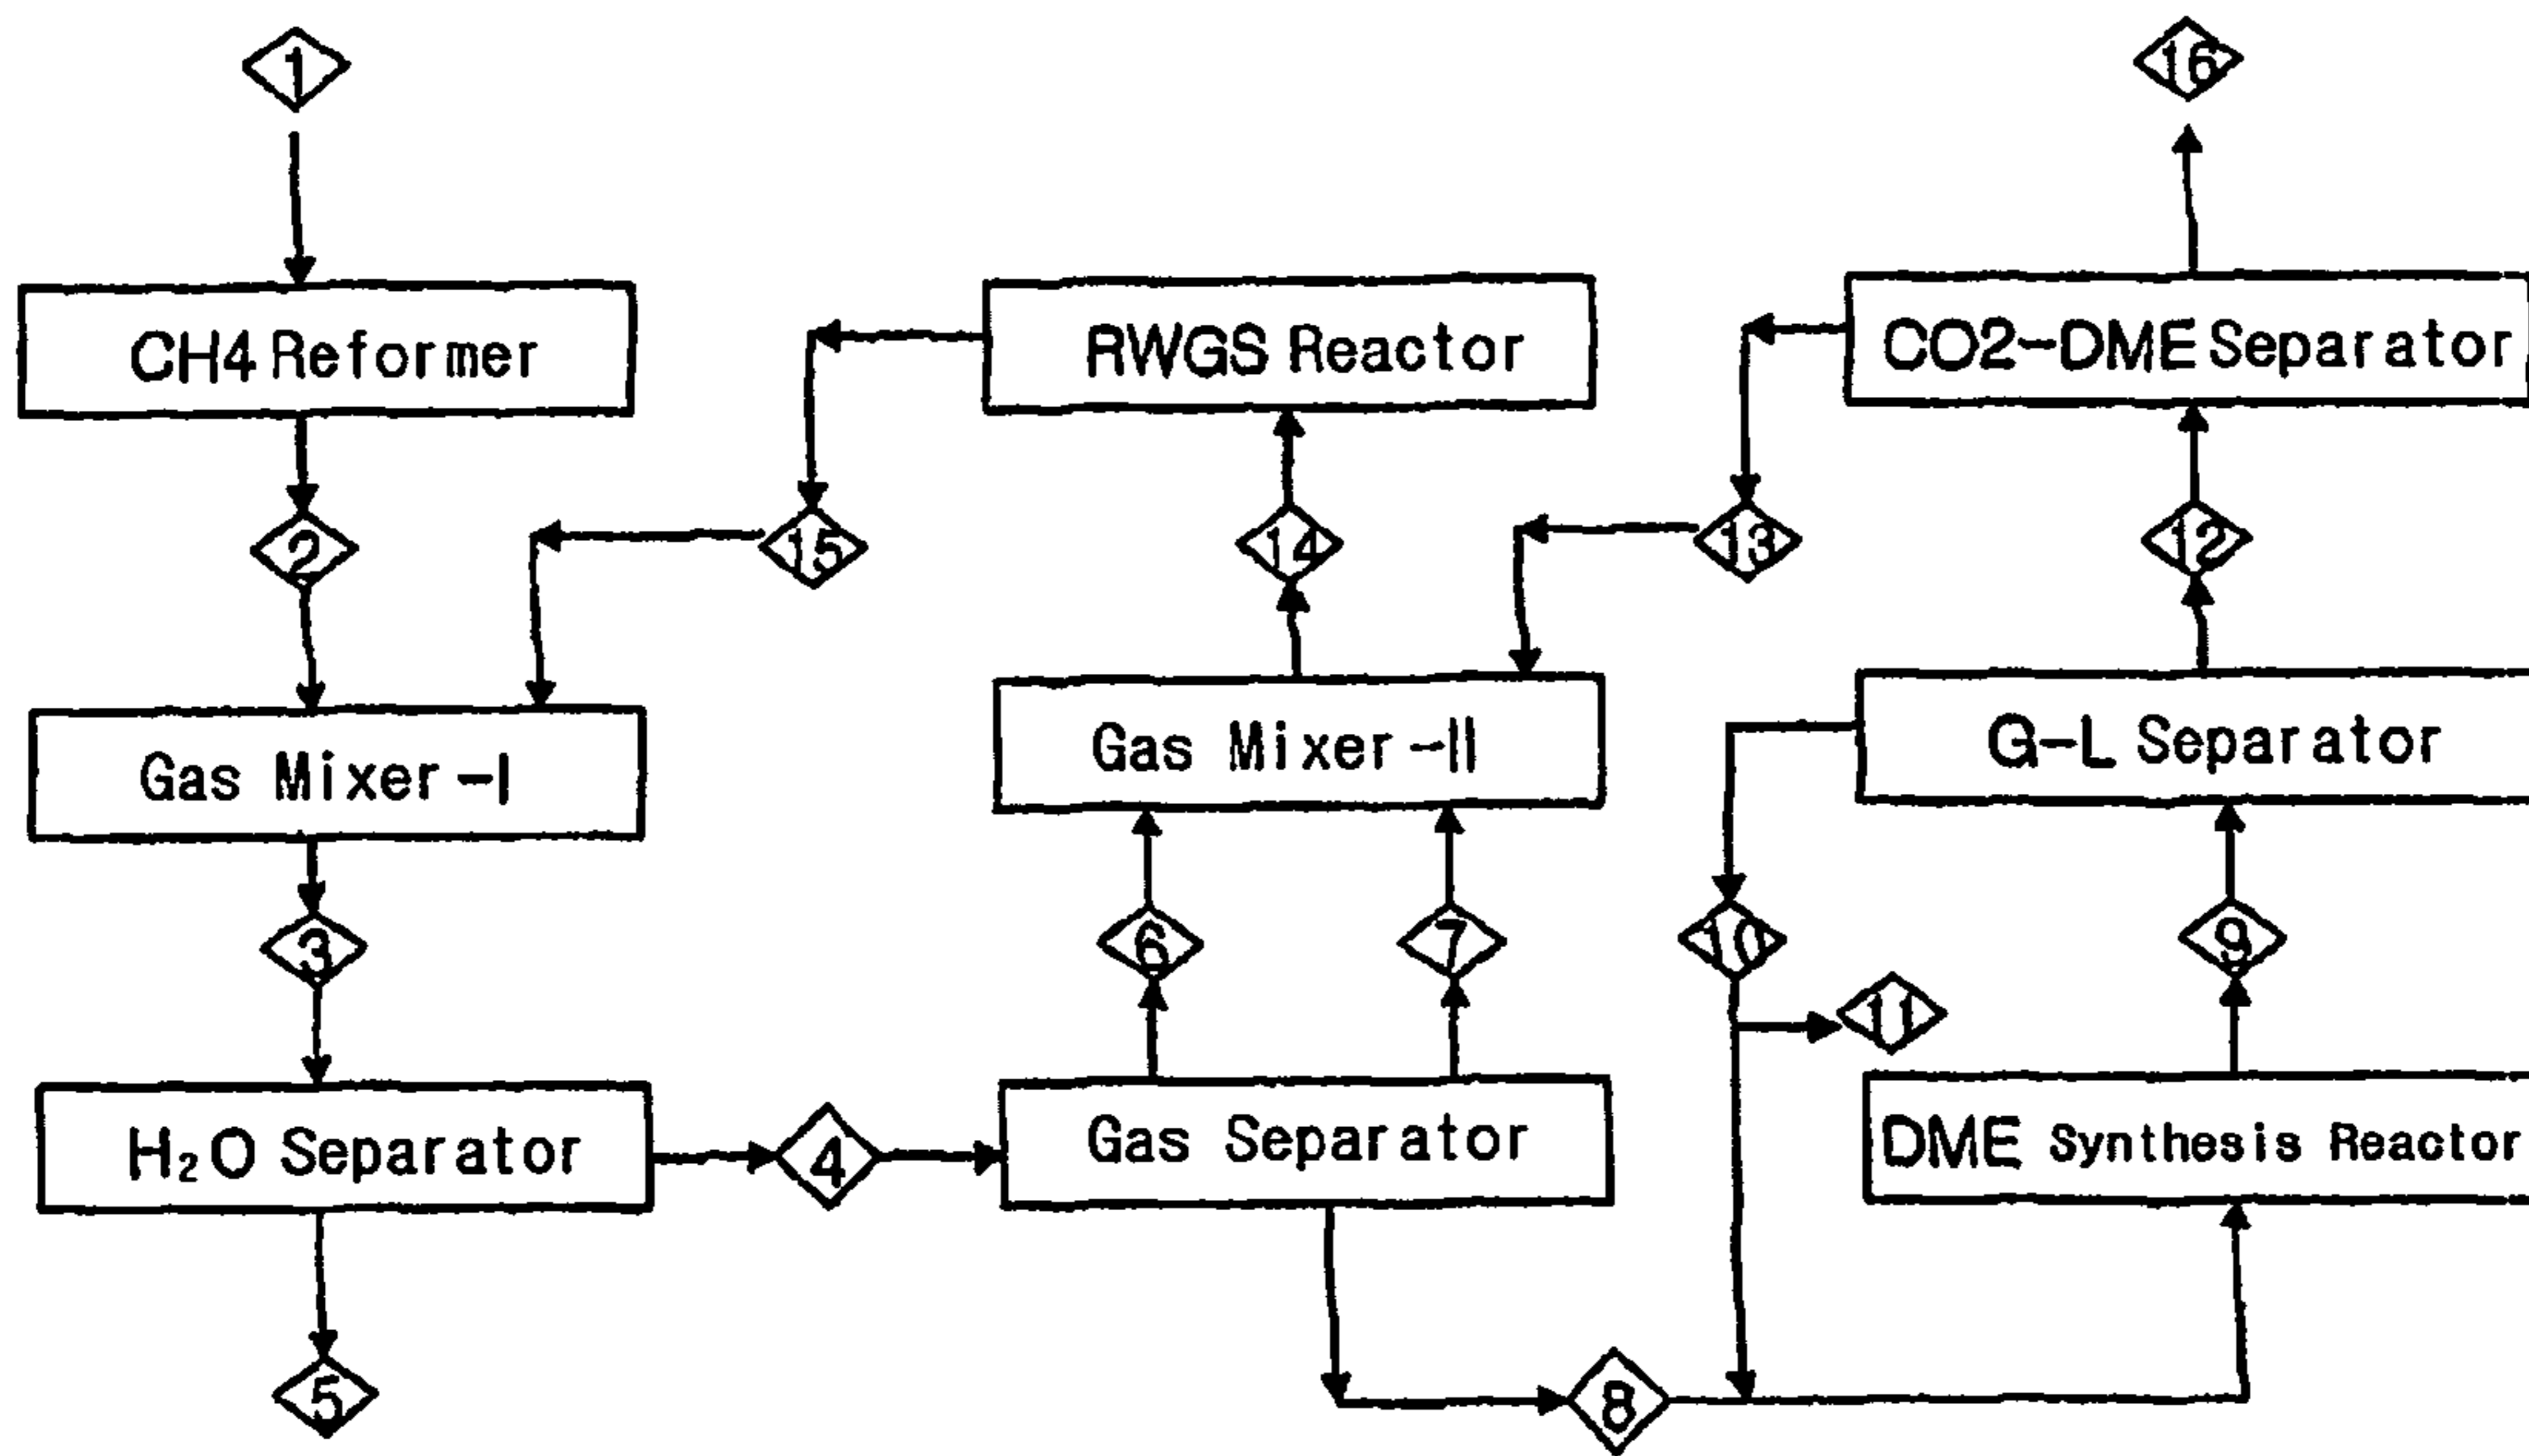 1
16
CH4 Reformer
RWGS Reactor
CO2-DME Separator
2
15
14
13
12
Gas Mixer-I
Gas Mixer-II
G-L Separator
3
6
7
10
9
11
H₂O Separator
4
Gas Separator
DME Synthesis Reactor
5
8